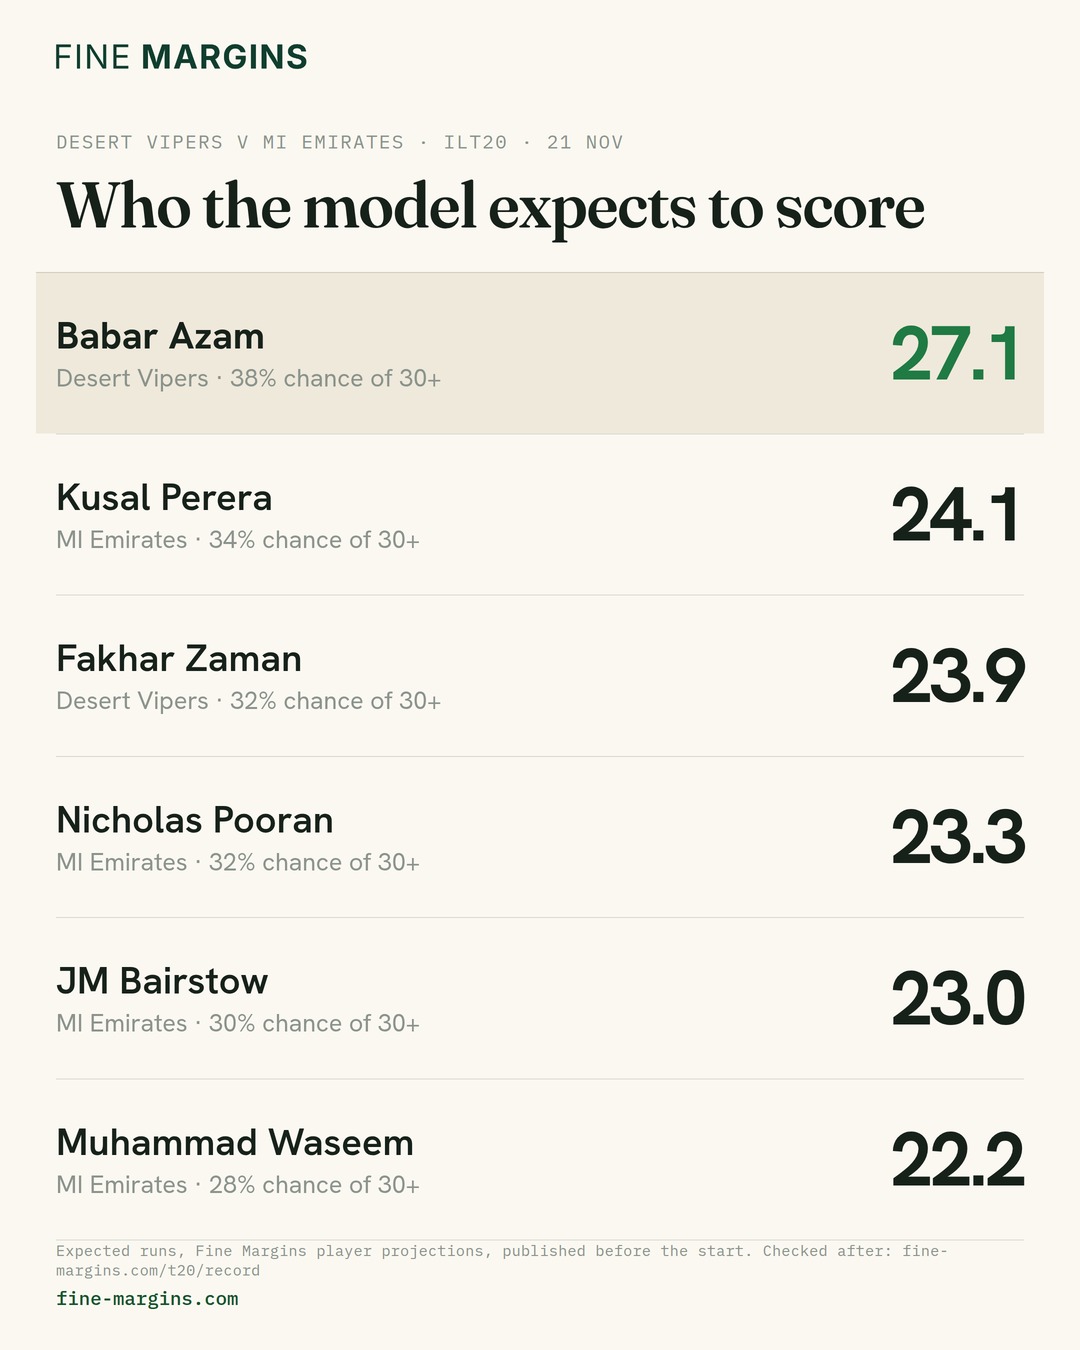 FINE MARGINS
DESERT VIPERS V MI EMIRATES · ILT20 · 21 NOV
Who the model expects to score
Babar Azam
27.1
Desert Vipers · 38% chance of 30+
Kusal Perera
24.1
MI Emirates · 34% chance of 30+
Fakhar Zaman
23.9
Desert Vipers · 32% chance of 30+
Nicholas Pooran
23.3
MI Emirates · 32% chance of 30+
JM Bairstow
23.0
MI Emirates · 30% chance of 30+
Muhammad Waseem
22.2
MI Emirates · 28% chance of 30+
Expected runs, Fine Margins player projections, published before the start. Checked after: fine-
margins.com/t20/record
fine-margins.com